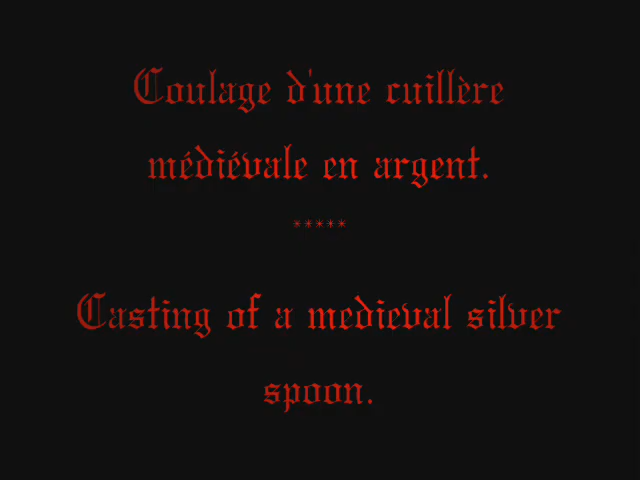 Coulage d'une cuillère
médiévale en argent.
*****
Casting of a medieval silver
spoon.